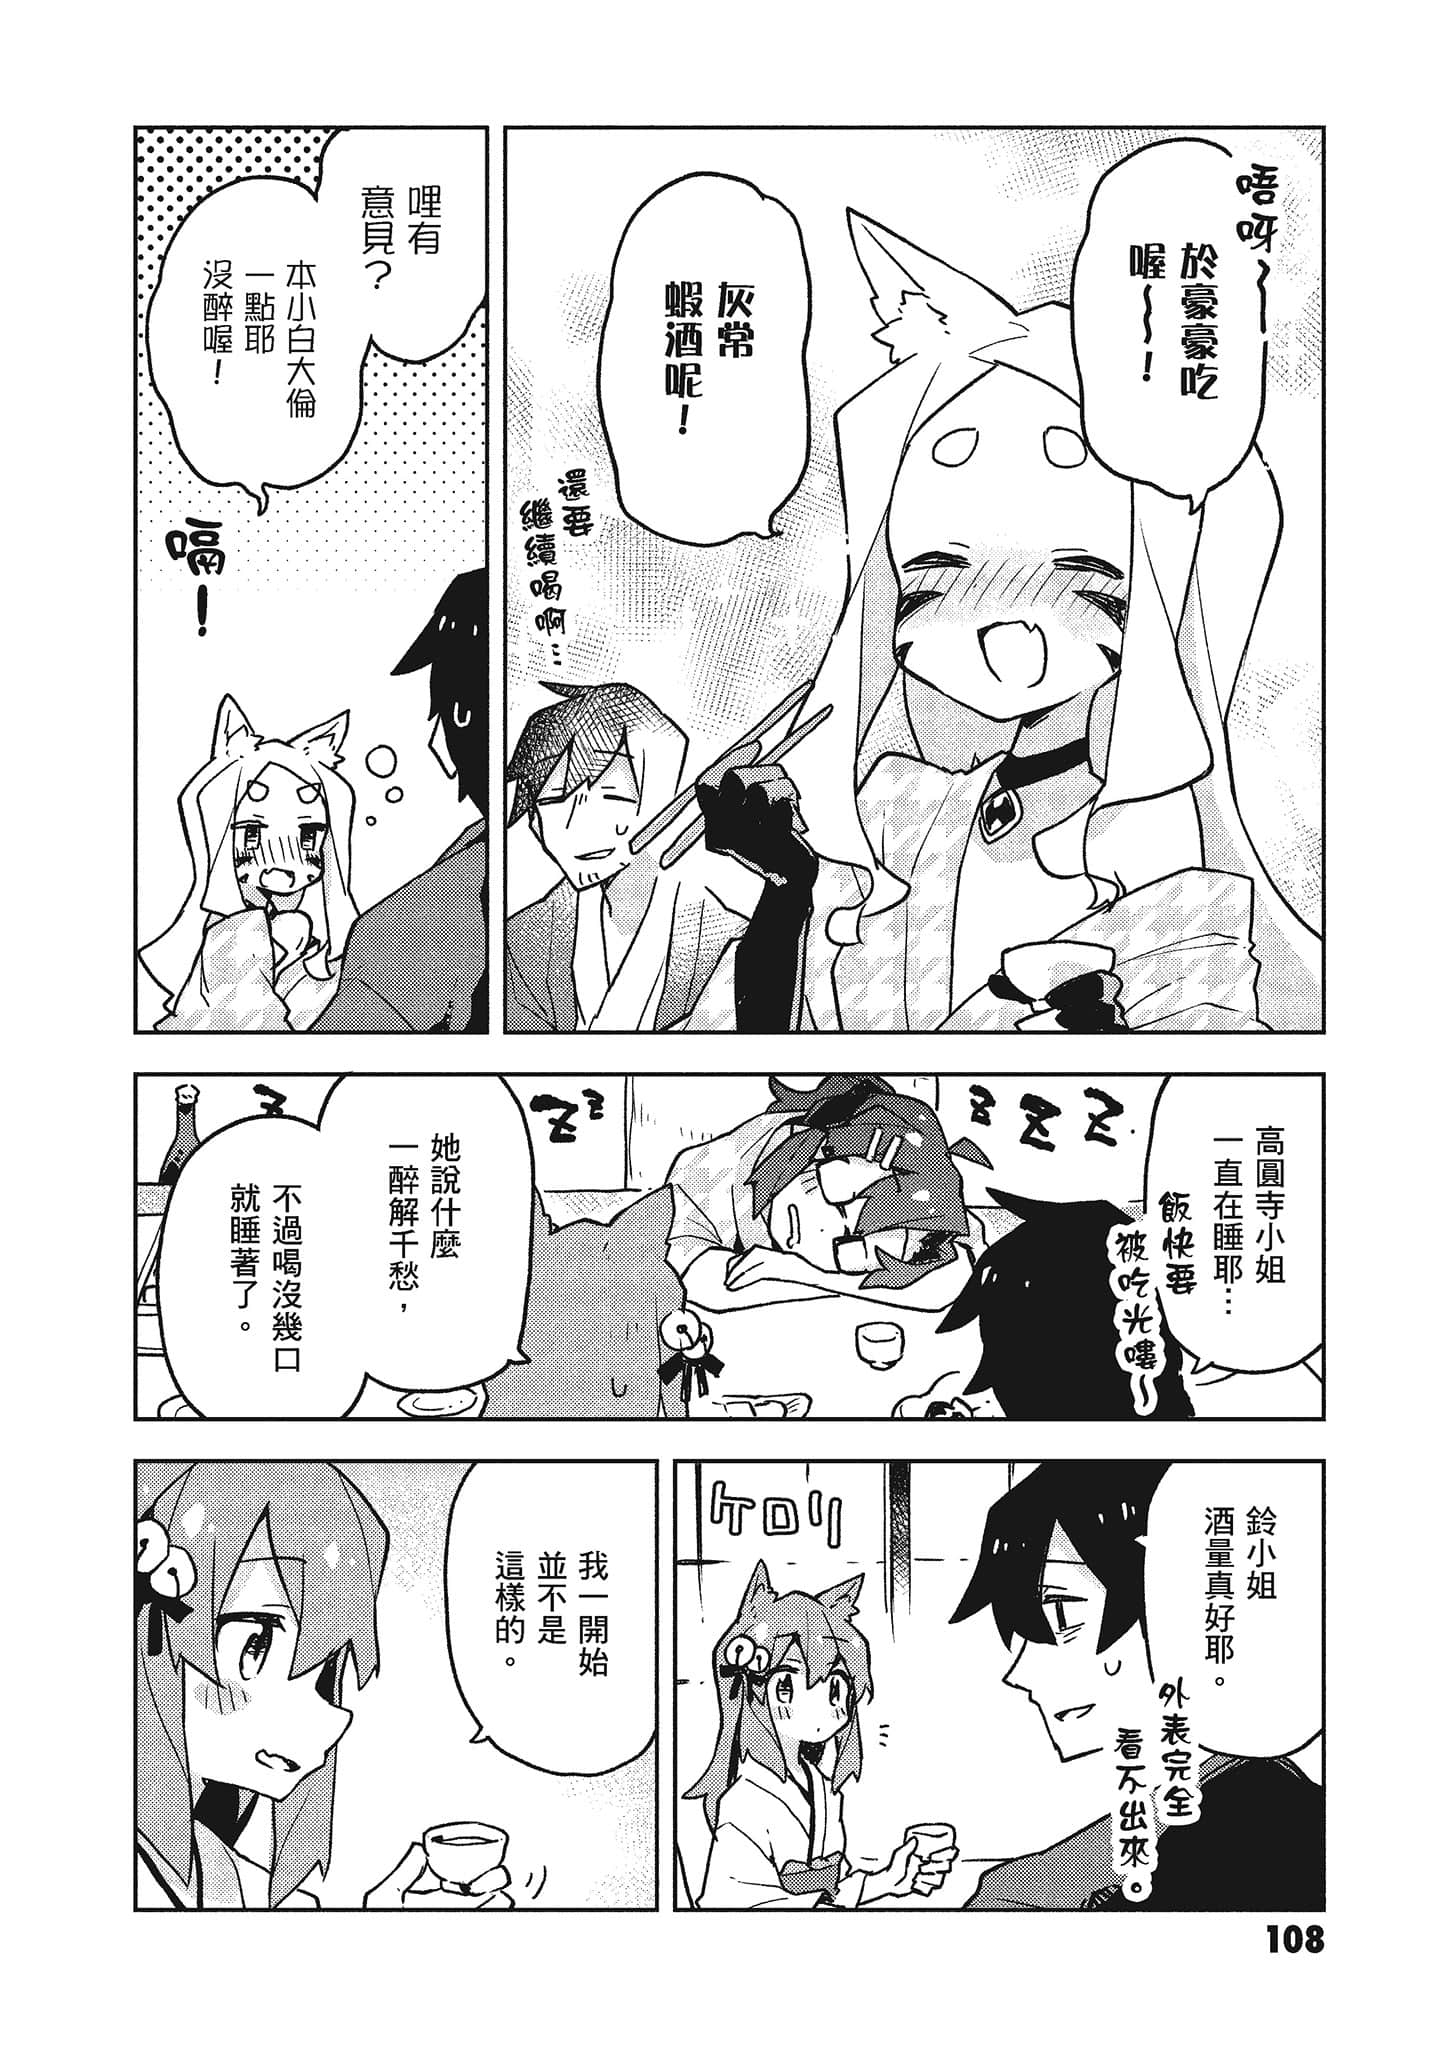 唔呀～
於豪豪吃
喔～～！
灰常
蝦酒呢！
還要
繼續喝啊…
哩有
意見？
本小白大倫
一點耶
沒醉喔！
嗝！
高圓寺小姐
一直在睡耶…
飯快要
被吃光嘍～
ZZZ
ZZ
Z
她說什麼
一醉解千愁，
不過喝沒幾口
就睡著了。
鈴小姐
酒量真好耶。
外表完全
看不出來。
ケロリ
我一開始
並不是
這樣的。
108